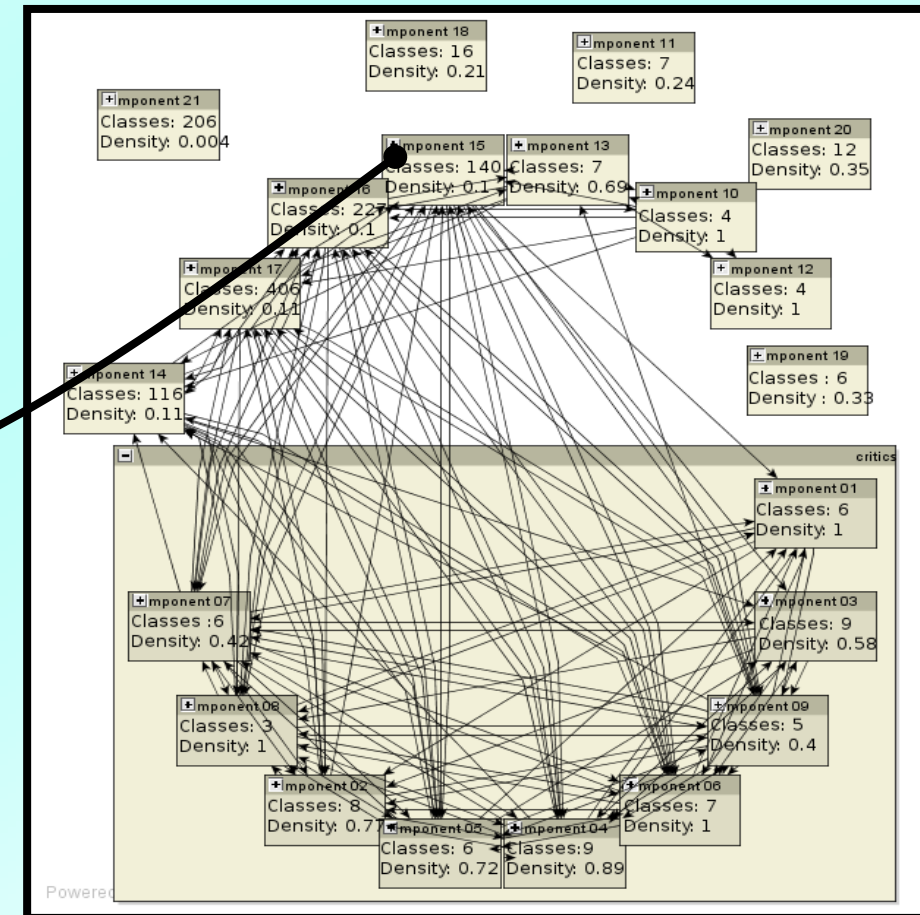 mponent 18
Classes: 16
Density: 0.21
mponent 11
Classes: 7
Density: 0.24
mponent 21
Classes: 206
Density: 0.004
mponent 20
Classes: 12
Density: 0.35
mponent 15
Classes: 140
Density: 0.1
mponent 13
Classes: 7
Density: 0.69
mponent 16
Classes: 227
Density: 0.1
mponent 10
Classes: 4
Density: 1
mponent 17
Classes: 406
Density: 0.11
mponent 12
Classes: 4
Density: 1
mponent 19
Classes : 6
Density : 0.33
mponent 14
Classes: 116
Density: 0.11
critics
mponent 01
Classes: 6
Density: 1
mponent 07
Classes :6
Density: 0.42
mponent 03
Classes: 9
Density: 0.58
mponent 08
Classes: 3
Density: 1
mponent 09
Classes: 5
Density: 0.4
mponent 02
Classes: 8
Density: 0.77
mponent 06
Classes: 7
Density: 1
mponent 05
Classes: 6
Density: 0.72
mponent 04
Classes:9
Density: 0.89
Powered